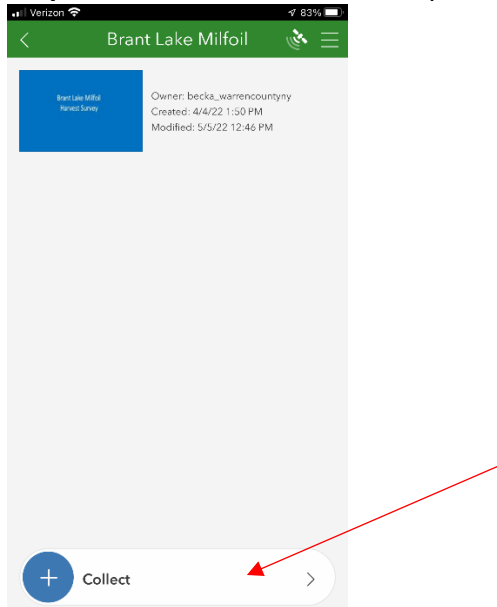 Verizon 83%
Brant Lake Milfoil
Brant Lake Milfoil
Harvest Survey
Owner: becka_warrencountyny
Created: 4/4/22 1:50 PM
Modified: 5/5/22 12:46 PM
Collect